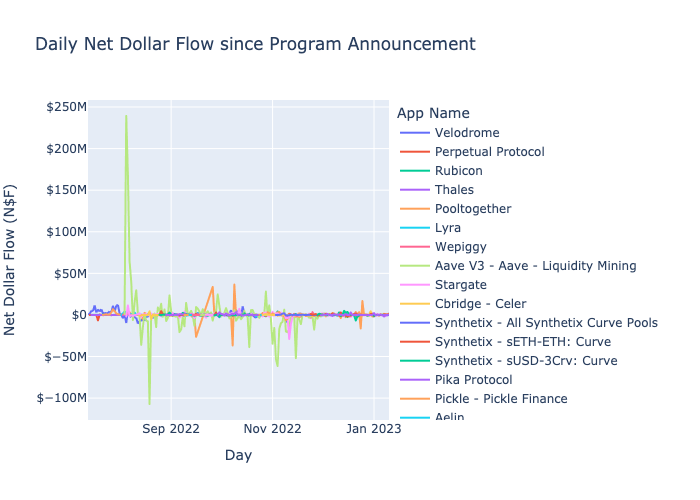 Daily Net Dollar Flow since Program Announcement
Net Dollar Flow (N$F)
$250M
$200M
$150M
$100M
$50M
$0
−$50M
−$100M
Sep 2022
Nov 2022
Jan 2023
Day
App Name
Velodrome
Perpetual Protocol
Rubicon
Thales
Pooltogether
Lyra
Wepiggy
Aave V3 - Aave - Liquidity Mining
Stargate
Cbridge - Celer
Synthetix - All Synthetix Curve Pools
Synthetix - sETH-ETH: Curve
Synthetix - sUSD-3Crv: Curve
Pika Protocol
Pickle - Pickle Finance
Aelin